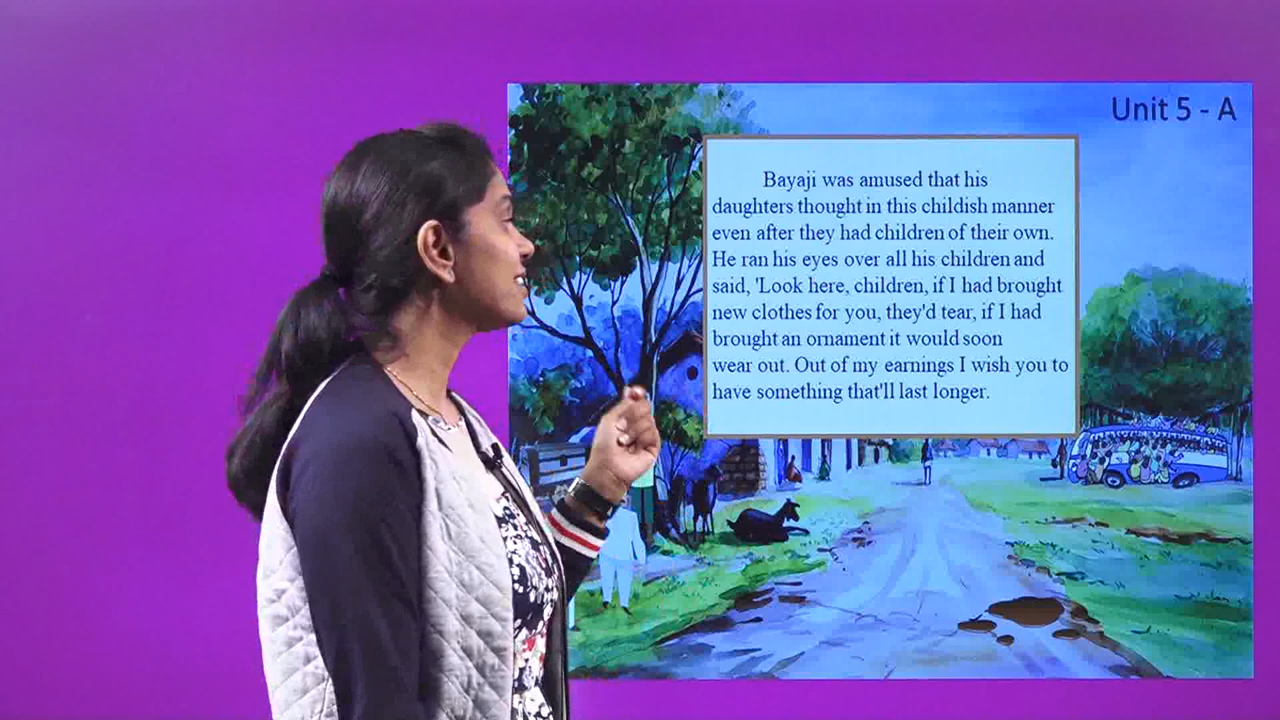 Unit 5 - A
Bayaji was amused that his
daughters thought in this childish manner
even after they had children of their own.
He ran his eyes over all his children and
said, 'Look here, children, if I had brought
new clothes for you, they'd tear, if I had
brought an ornament it would soon
wear out. Out of my earnings I wish you to
have something that'll last longer.